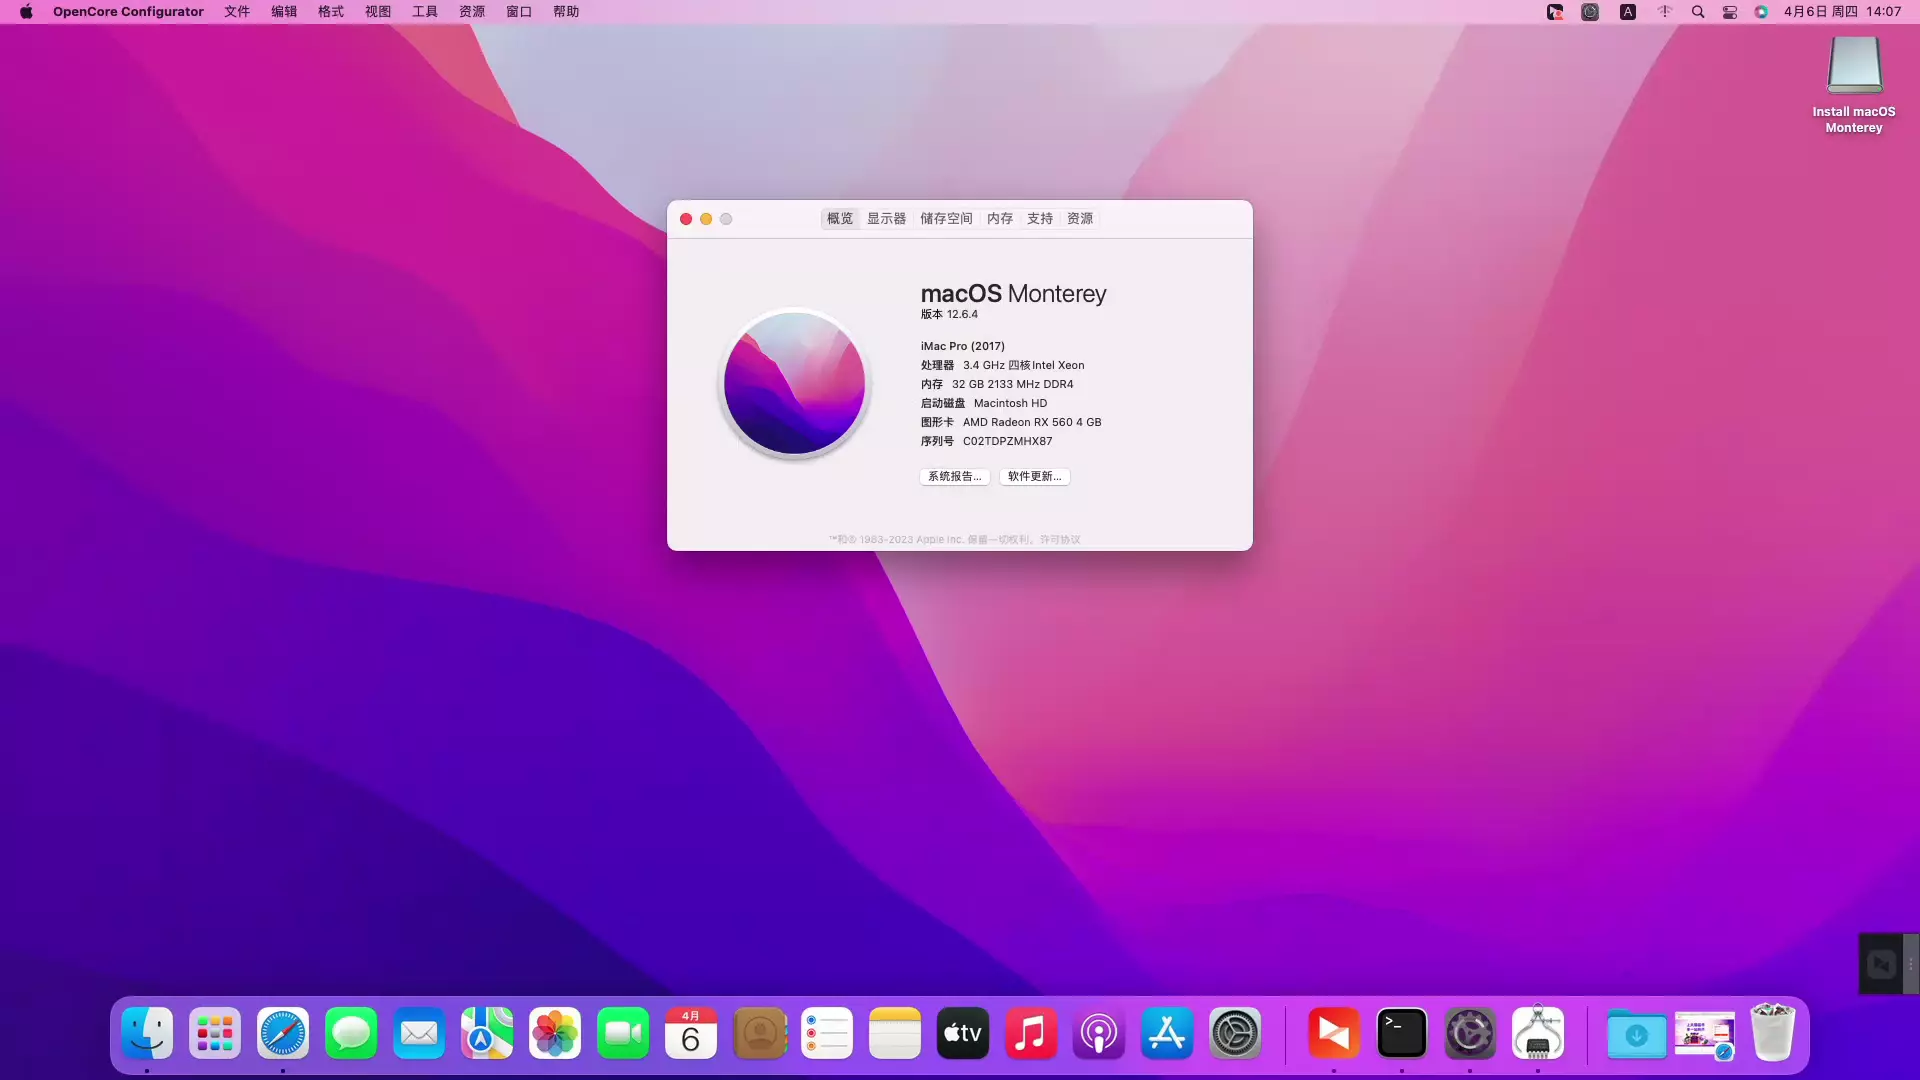 OpenCore Configurator 文件 编辑 格式 视图 工具 资源 窗口 帮助 A 4月6日 周四 14:07
Install macOS
Monterey
概览 显示器 储存空间 内存 支持 资源
macOS Monterey
版本 12.6.4
iMac Pro (2017)
处理器 3.4 GHz 四核Intel Xeon
内存 32 GB 2133 MHz DDR4
启动磁盘 Macintosh HD
图形卡 AMD Radeon RX 560 4 GB
序列号 C02TDPZMHX87
系统报告... 软件更新...
™和© 1983-2023 Apple Inc. 保留一切权利。许可协议
4月
6
tv
>_